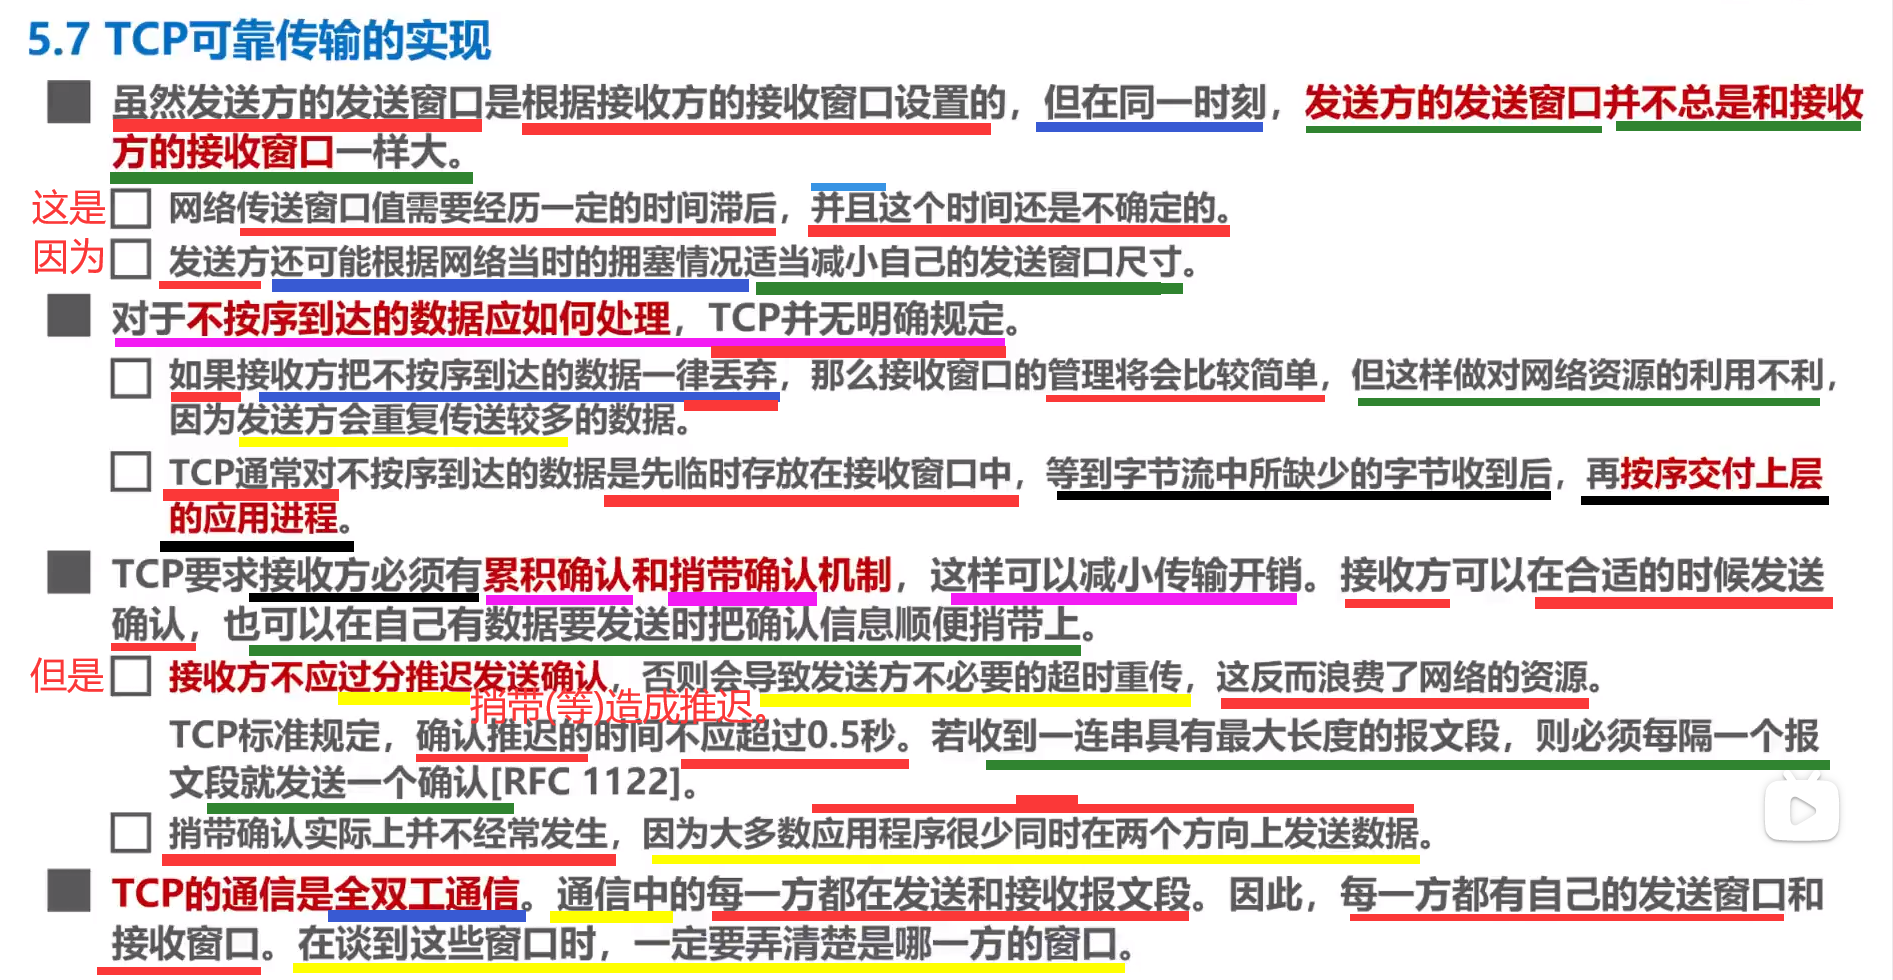 5.7 TCP可靠传输的实现
虽然发送方的发送窗口是根据接收方的接收窗口设置的，但在同一时刻，发送方的发送窗口并不总是和接收
方的接收窗口一样大。
这是
网络传送窗口值需要经历一定的时间滞后，并且这个时间还是不确定的。
因为
发送方还可能根据网络当时的拥塞情况适当减小自己的发送窗口尺寸。
对于不按序到达的数据应如何处理，TCP并无明确规定。
如果接收方把不按序到达的数据一律丢弃，那么接收窗口的管理将会比较简单，但这样做对网络资源的利用不利，
因为发送方会重复传送较多的数据。
TCP通常对不按序到达的数据是先临时存放在接收窗口中，等到字节流中所缺少的字节收到后，再按序交付上层
的应用进程。
TCP要求接收方必须有累积确认和捎带确认机制，这样可以减小传输开销。接收方可以在合适的时候发送
确认，也可以在自己有数据要发送时把确认信息顺便捎带上。
但是
接收方不应过分推迟发送确认，否则会导致发送方不必要的超时重传，这反而浪费了网络的资源。
捎带(等)造成推迟。
TCP标准规定，确认推迟的时间不应超过0.5秒。若收到一连串具有最大长度的报文段，则必须每隔一个报
文段就发送一个确认[RFC 1122]。
捎带确认实际上并不经常发生，因为大多数应用程序很少同时在两个方向上发送数据。
TCP的通信是全双工通信。通信中的每一方都在发送和接收报文段。因此，每一方都有自己的发送窗口和
接收窗口。在谈到这些窗口时，一定要弄清楚是哪一方的窗口。